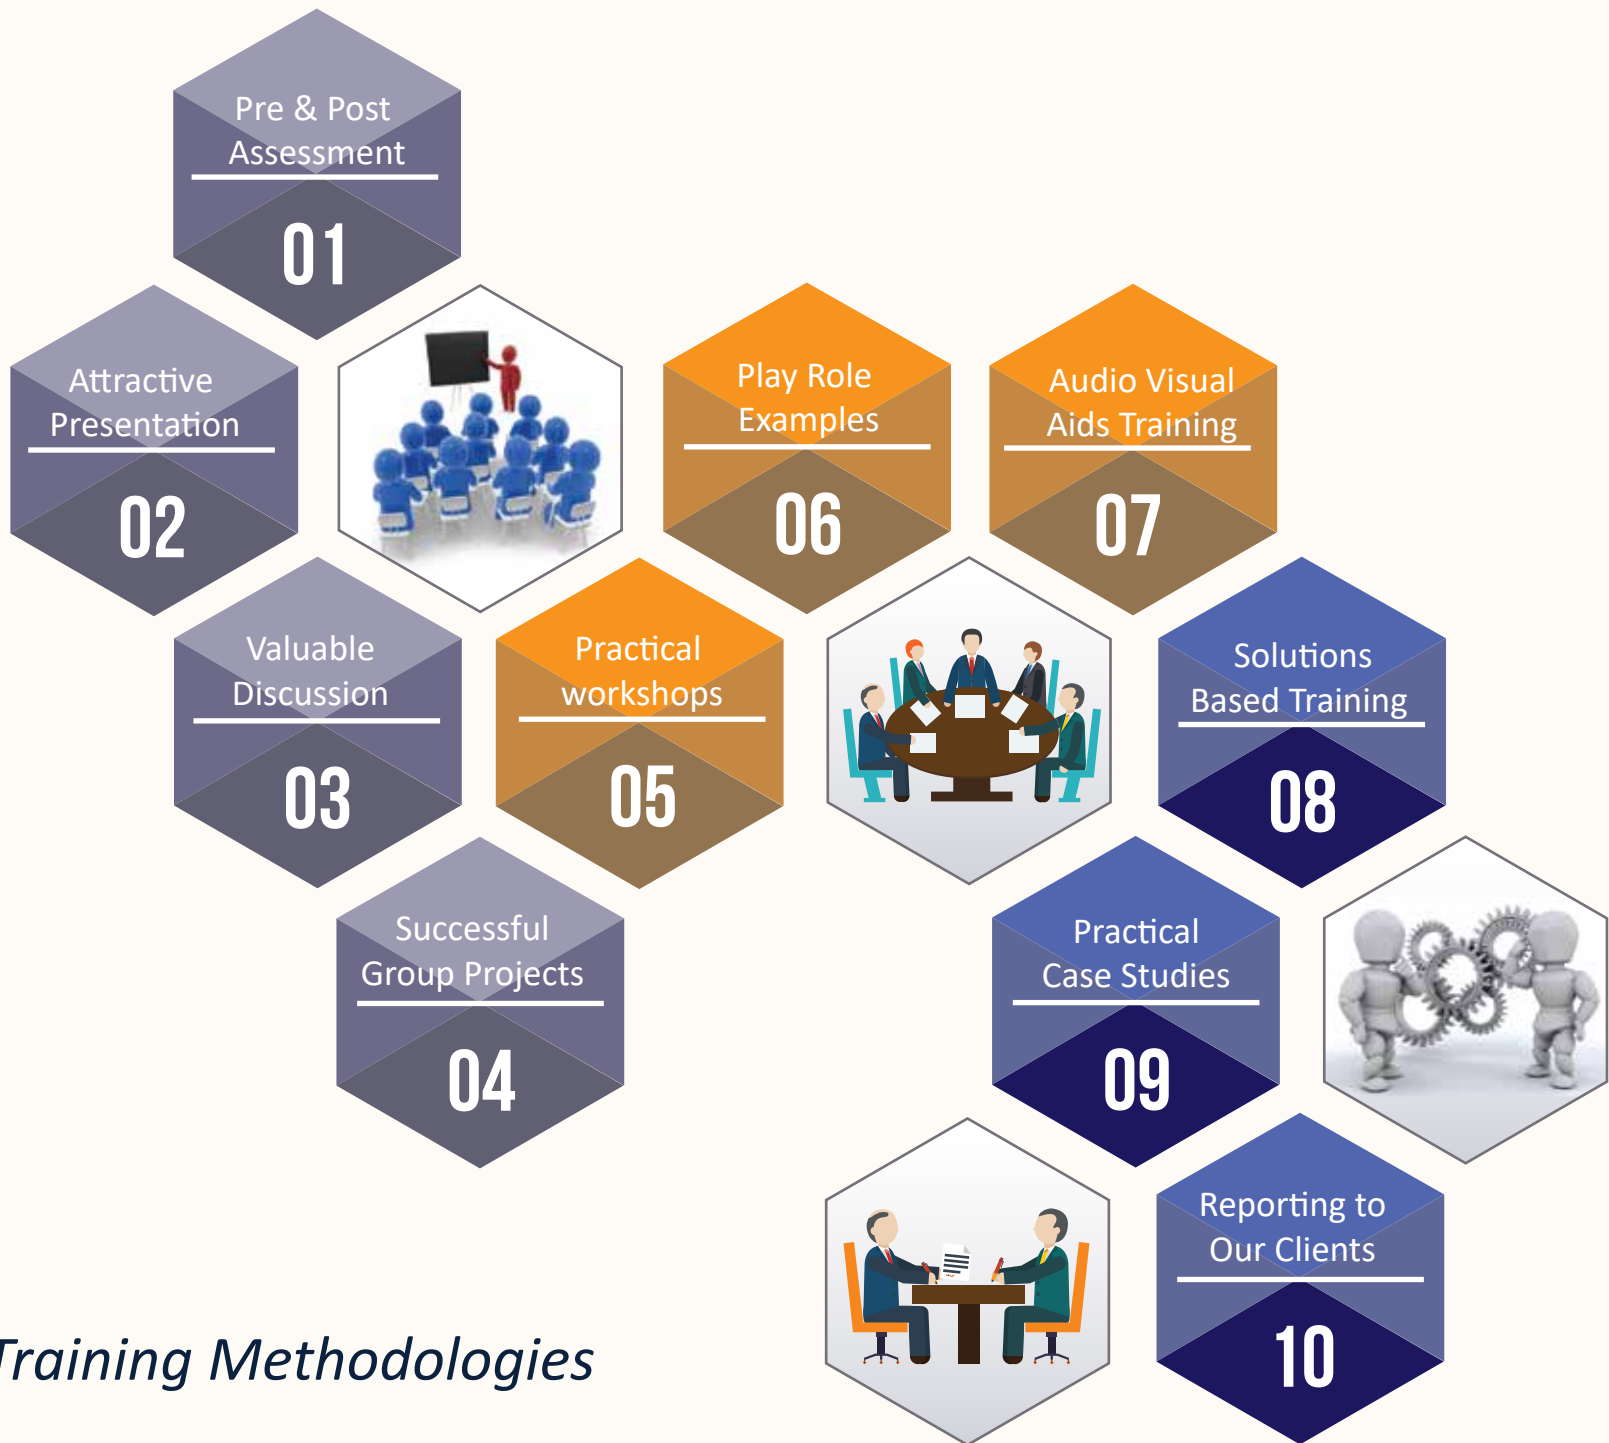 Pre & Post
Assessment
01
Attractive
Presentation
02
Valuable
Discussion
03
Successful
Group Projects
04
Practical
workshops
05
Play Role
Examples
06
Audio Visual
Aids Training
07
Solutions
Based Training
08
Practical
Case Studies
09
Reporting to
Our Clients
10
Training Methodologies